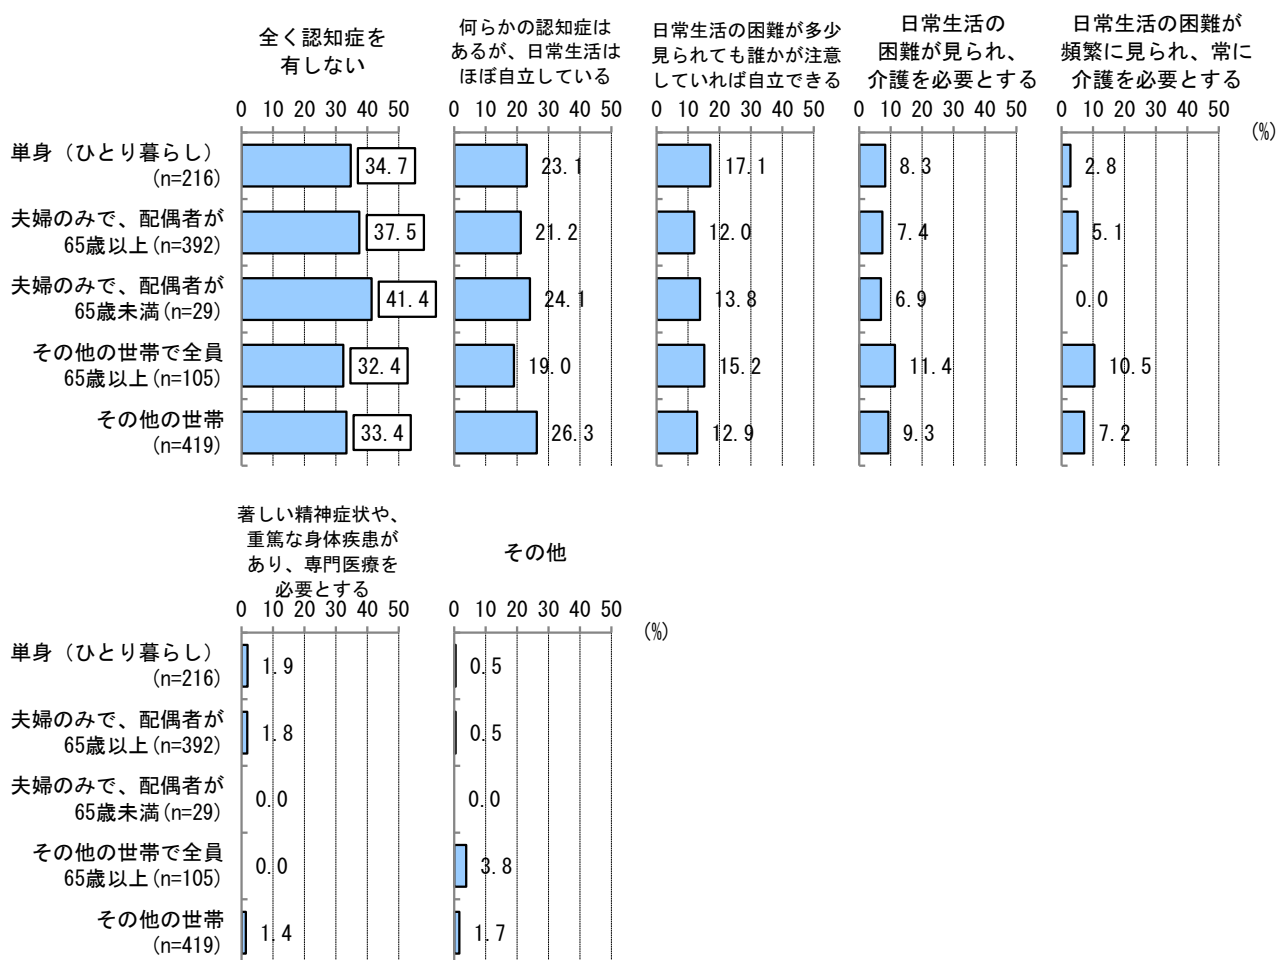 全く認知症を
有しない
何らかの認知症は
あるが、日常生活は
ほぼ自立している
日常生活の困難が多少
見られても誰かが注意
していれば自立できる
日常生活の
困難が見られ、
介護を必要とする
日常生活の困難が
頻繁に見られ、常に
介護を必要とする
0 10 20 30 40 50
0 10 20 30 40 50
0 10 20 30 40 50
0 10 20 30 40 50
0 10 20 30 40 50
(%)
単身（ひとり暮らし）
(n=216)
34.7
23.1
17.1
8.3
2.8
夫婦のみで、配偶者が
65歳以上(n=392)
37.5
21.2
12.0
7.4
5.1
夫婦のみで、配偶者が
65歳未満(n=29)
41.4
24.1
13.8
6.9
0.0
その他の世帯で全員
65歳以上(n=105)
32.4
19.0
15.2
11.4
10.5
その他の世帯
(n=419)
33.4
26.3
12.9
9.3
7.2
著しい精神症状や、
重篤な身体疾患が
あり、専門医療を
必要とする
その他
0 10 20 30 40 50
0 10 20 30 40 50
(%)
単身（ひとり暮らし）
(n=216)
1.9
0.5
夫婦のみで、配偶者が
65歳以上(n=392)
1.8
0.5
夫婦のみで、配偶者が
65歳未満(n=29)
0.0
0.0
その他の世帯で全員
65歳以上(n=105)
0.0
3.8
その他の世帯
(n=419)
1.4
1.7